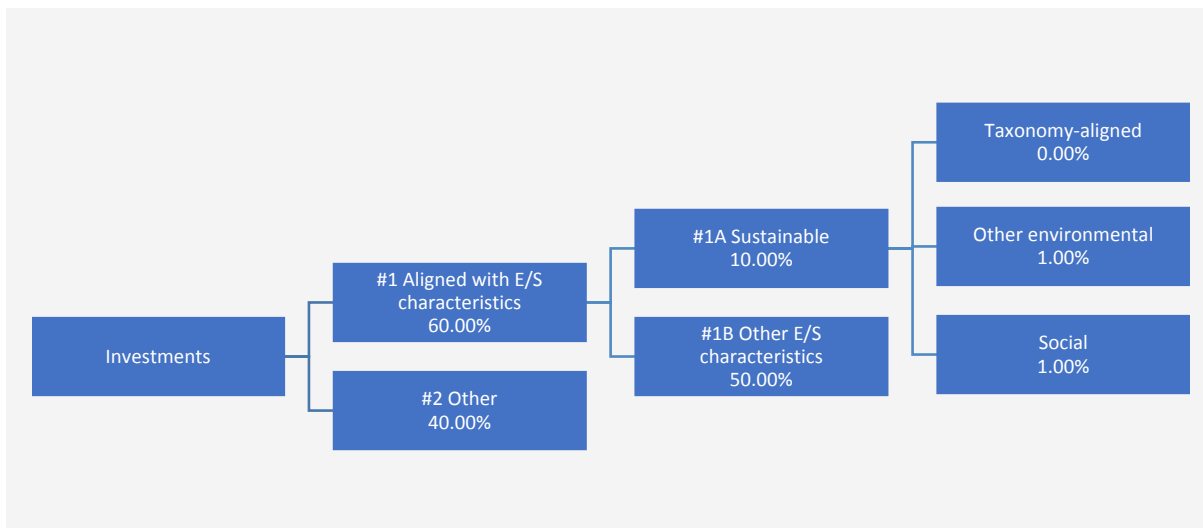 Investments
#1 Aligned with E/S
characteristics
60.00%
#2 Other
40.00%
#1A Sustainable
10.00%
#1B Other E/S
characteristics
50.00%
Taxonomy-aligned
0.00%
Other environmental
1.00%
Social
1.00%